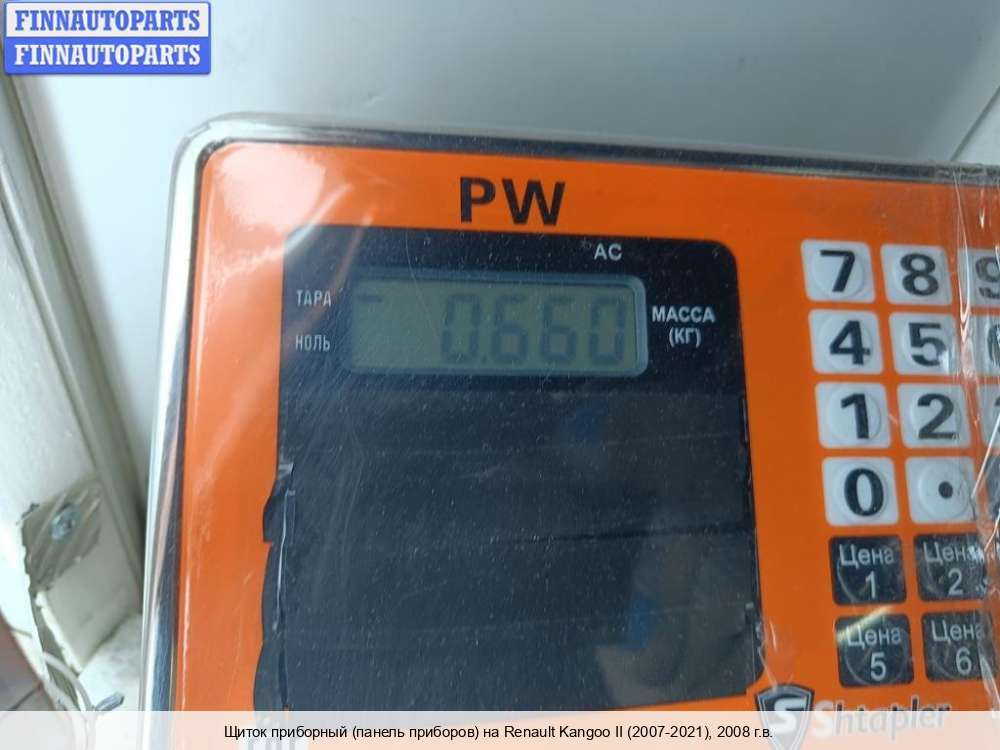 FINNAUTOPARTS
FINNAUTOPARTS
PW
AC
ТАРА
НОЛЬ
0.660
МАССА
(КГ)
7 8 9
4 5
1 2
0 .
Цена Цена
1 2
Цена Цена
5 6
Shtapler
Щиток приборный (панель приборов) на Renault Kangoo II (2007-2021), 2008 г.в.